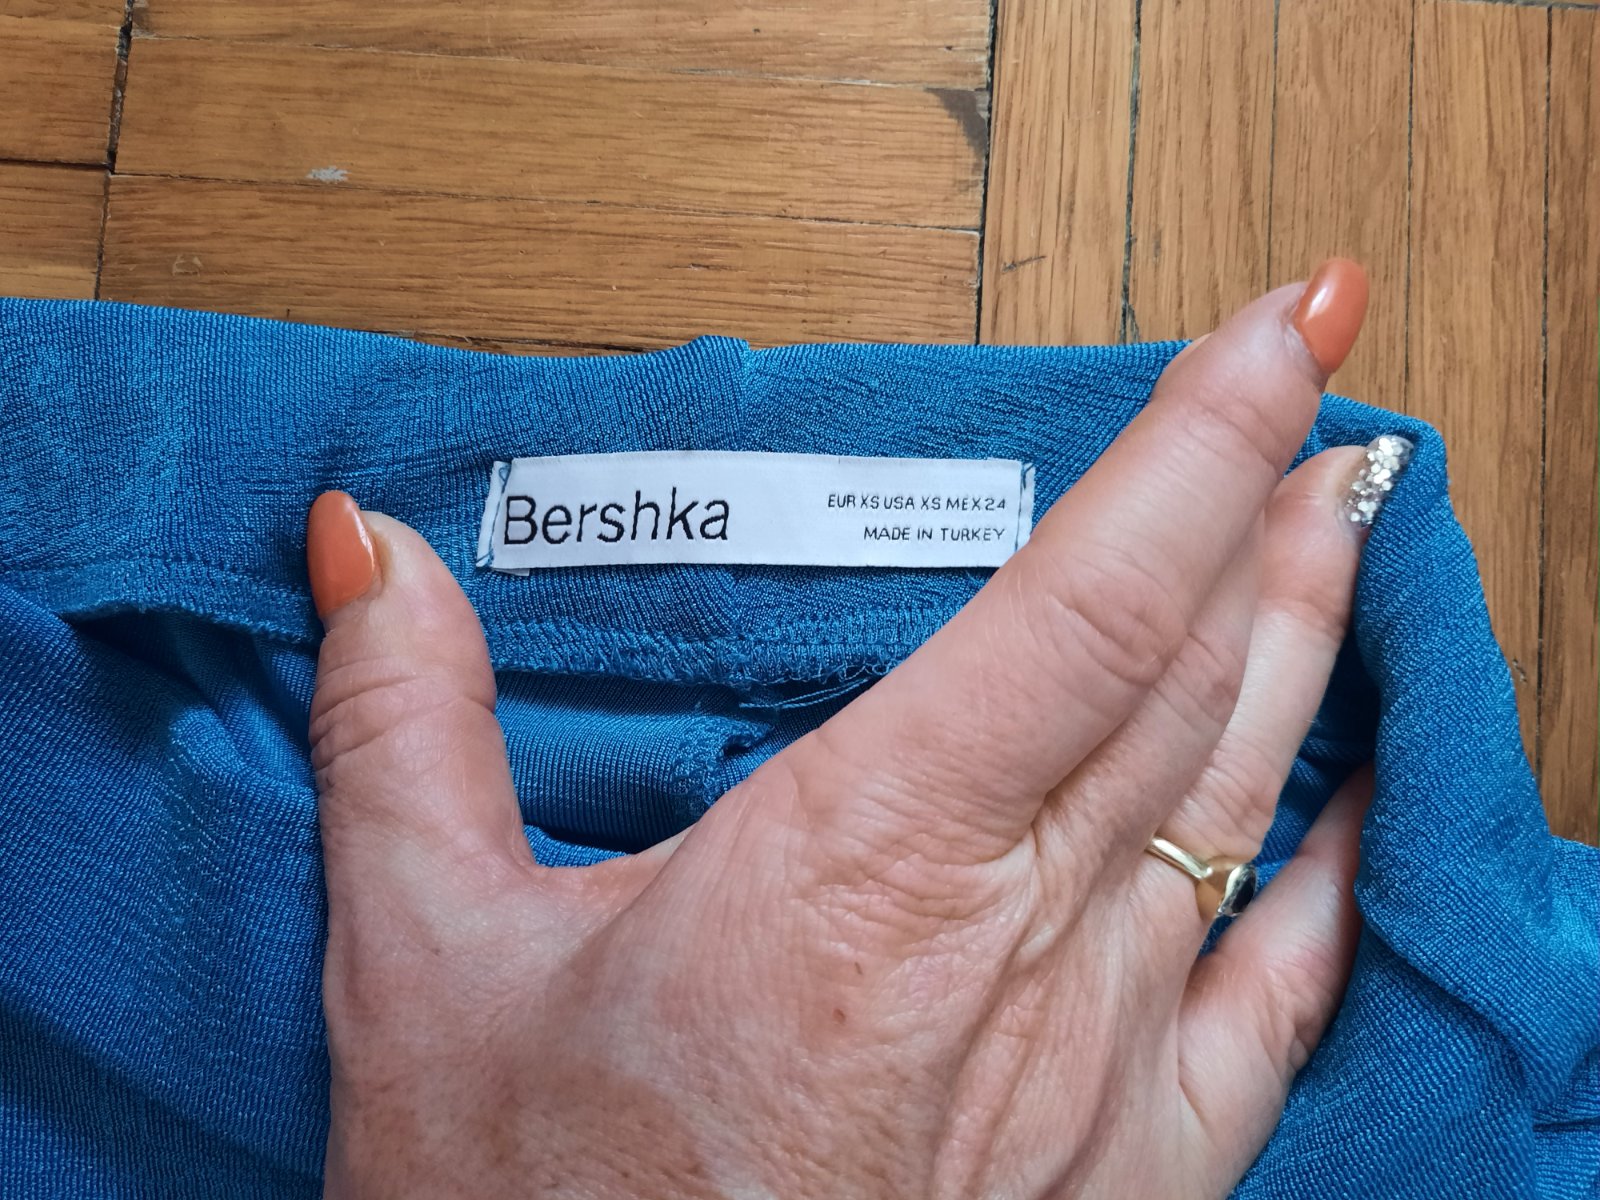 Bershka
EUR XS USA XS MEX 24
MADE IN TURKEY